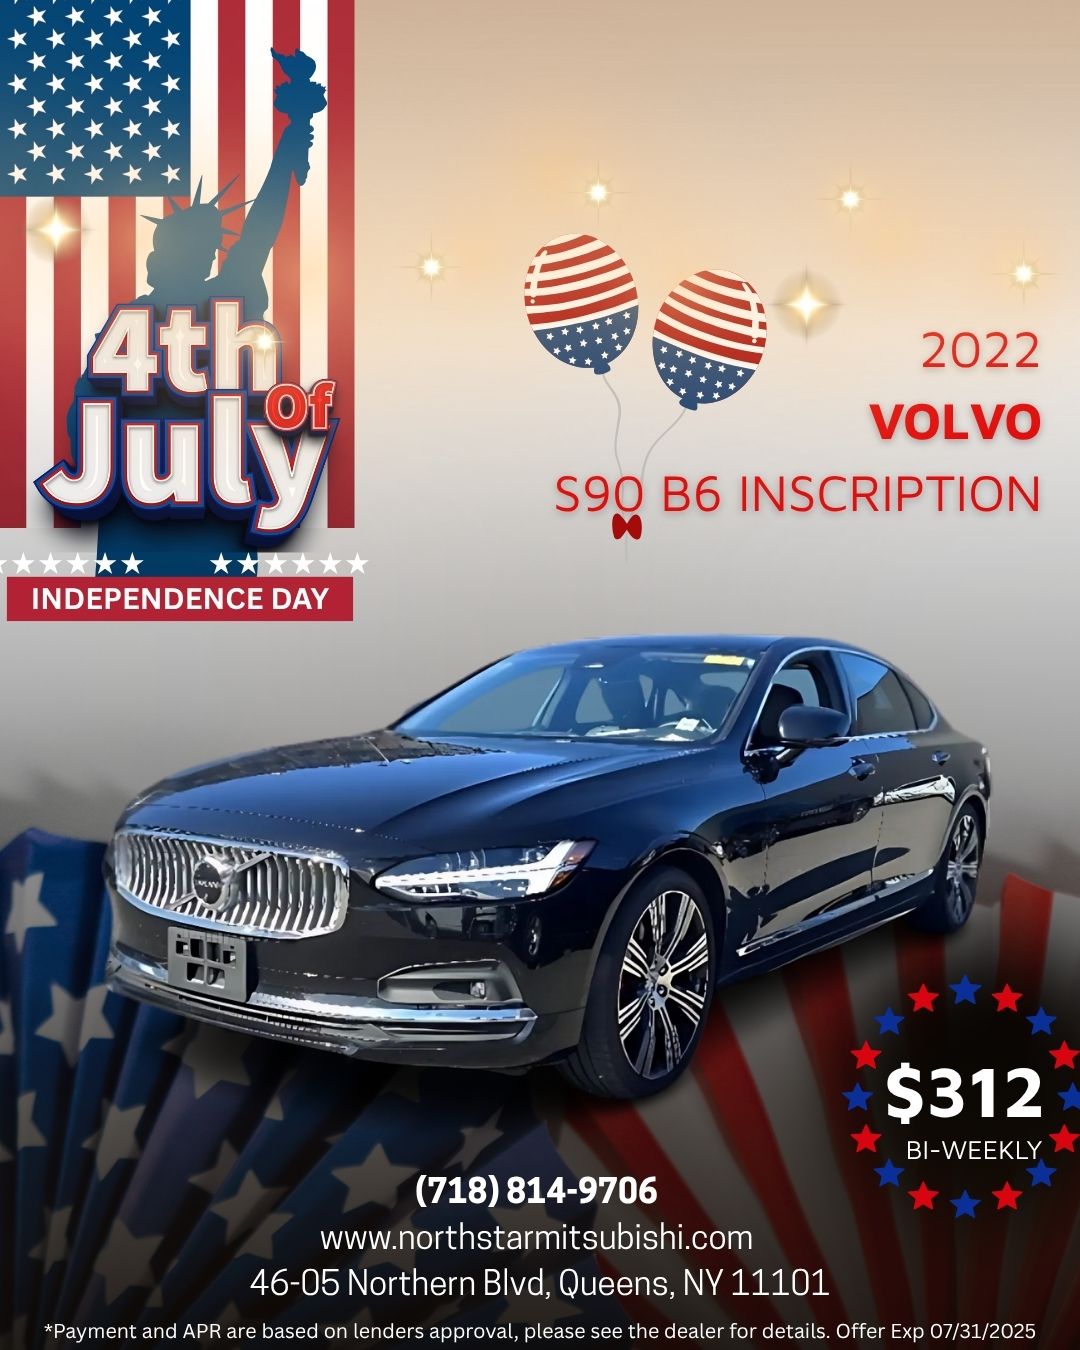 4th
Of
July
INDEPENDENCE DAY
2022
VOLVO
S90 B6 INSCRIPTION
$312
BI-WEEKLY
(718) 814-9706
www.northstarmitsubishi.com
46-05 Northern Blvd, Queens, NY 11101
*Payment and APR are based on lenders approval, please see the dealer for details. Offer Exp 07/31/2025